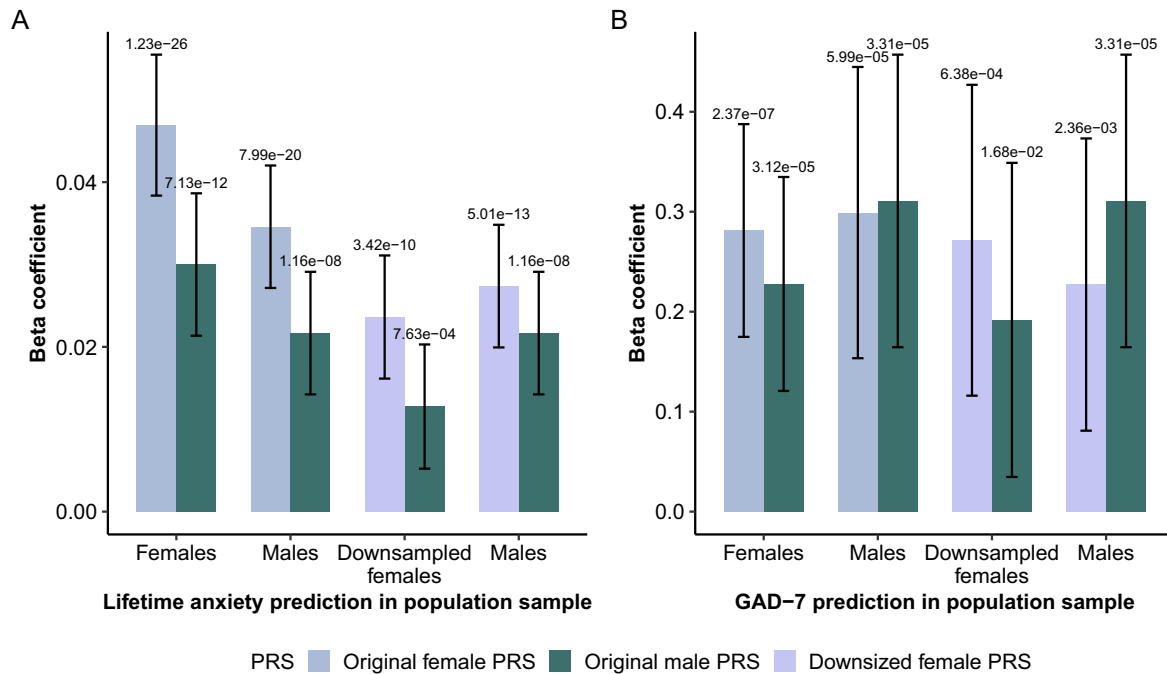 A
1.23e−26
7.13e−12
7.99e−20
1.16e−08
3.42e−10
7.63e−04
5.01e−13
1.16e−08
Beta coefficient
0.04
0.02
0.00
Females
Males
Downsampled
females
Males
Lifetime anxiety prediction in population sample
B
2.37e−07
3.12e−05
5.99e−05
3.31e−05
6.38e−04
1.68e−02
2.36e−03
3.31e−05
Beta coefficient
0.4
0.3
0.2
0.1
0.0
Females
Males
Downsampled
females
Males
GAD−7 prediction in population sample
PRS Original female PRS Original male PRS Downsized female PRS